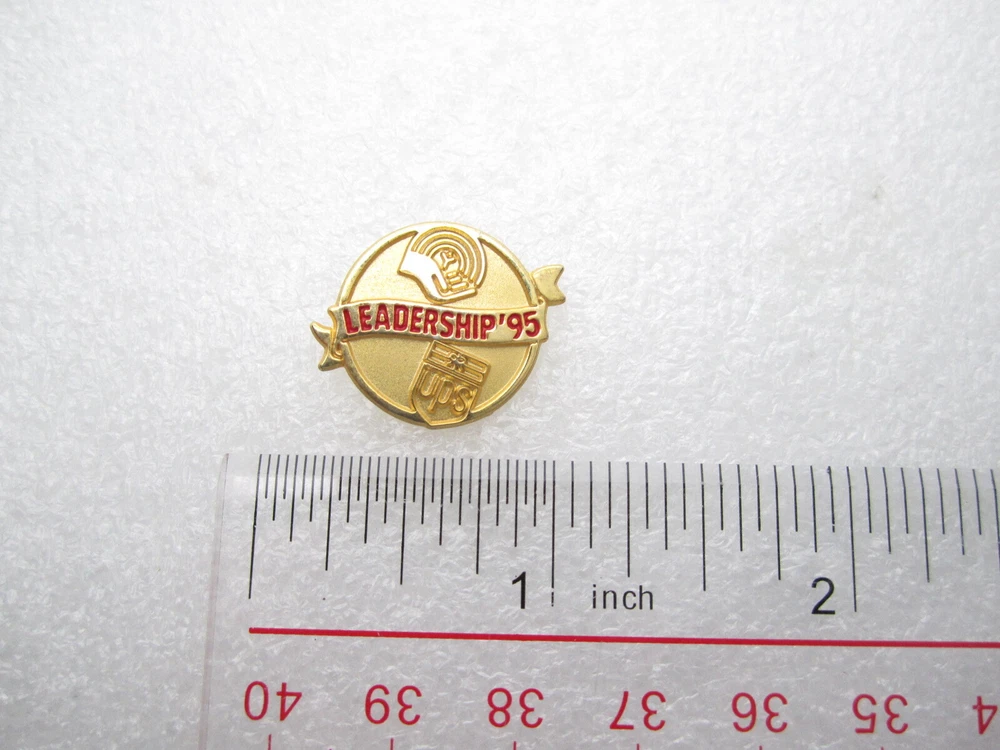 LEADERSHIP '95
UPS
1 inch 2
40 39 38 37 36 35 4